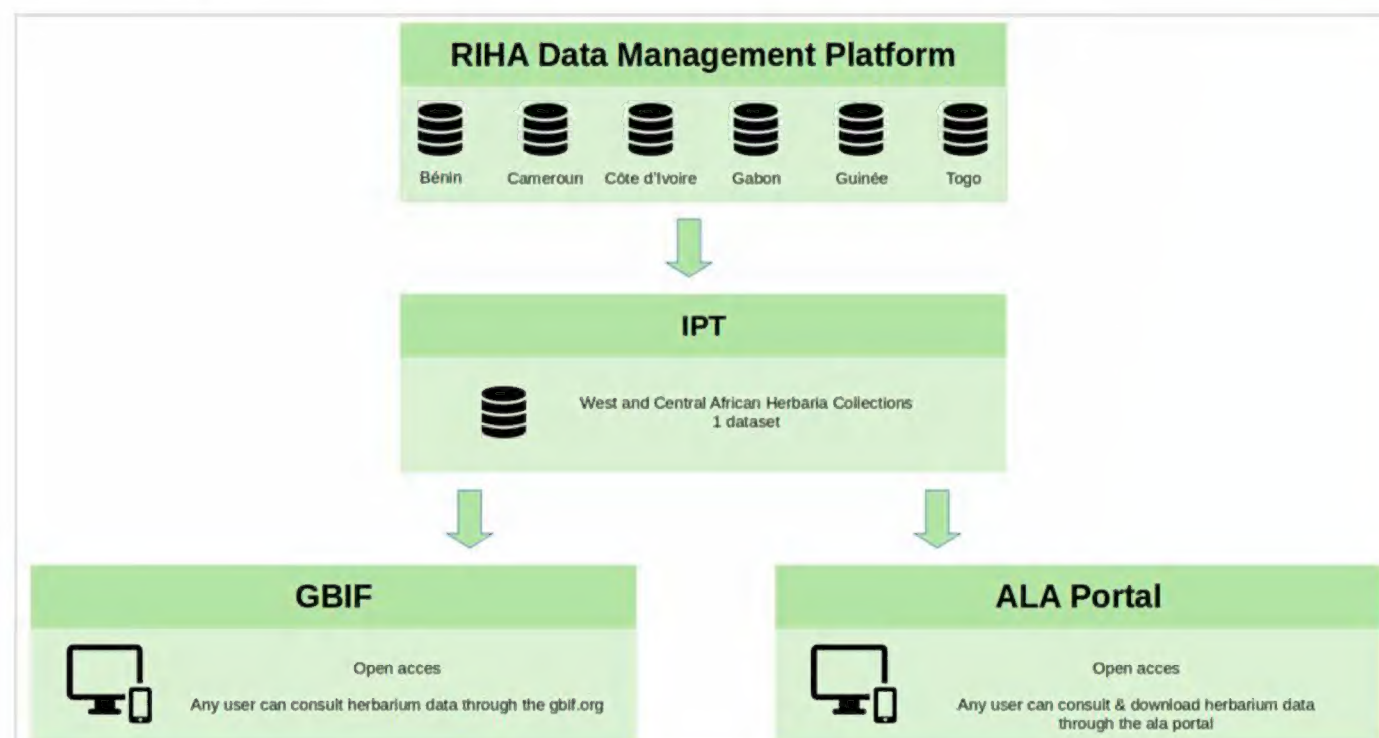 RIHA Data Management Platform
Bénin Cameroun Côte d'Ivoire Gabon Guinée Togo
IPT
West and Central African Herbaria Collections
1 dataset
GBIF
Open acces
Any user can consult herbarium data through the gbif.org
ALA Portal
Open acces
Any user can consult & download herbarium data
through the ala portal